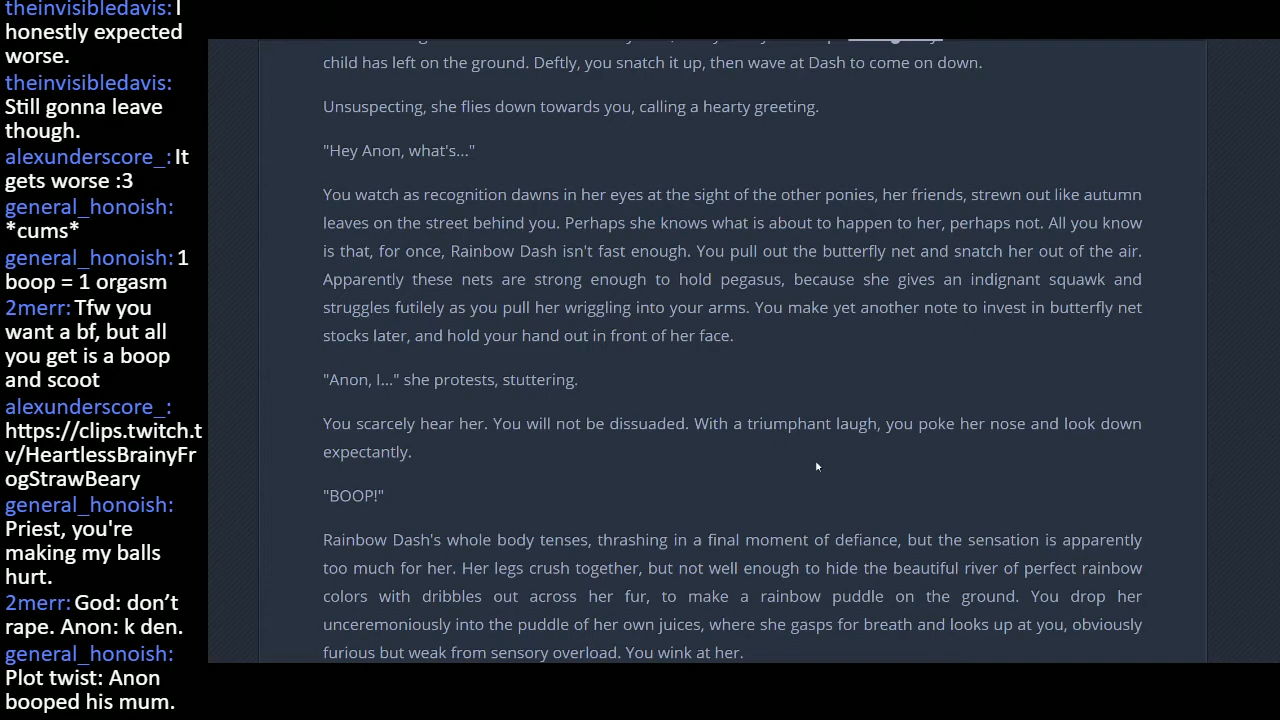 theinvisibledavis: I
honestly expected
worse.
theinvisibledavis:
Still gonna leave
though.
alexunderscore_: It
gets worse :3
general_honoish:
*cums*
general_honoish: 1
boop = 1 orgasm
2merr: Tfw you
want a bf, but all
you get is a boop
and scoot
alexunderscore_:
https://clips.twitch.t
v/HeartlessBrainyFr
ogStrawBeary
general_honoish:
Priest, you're
making my balls
hurt.
2merr: God: don’t
rape. Anon: k den.
general_honoish:
Plot twist: Anon
booped his mum.
child has left on the ground. Deftly, you snatch it up, then wave at Dash to come on down.
Unsuspecting, she flies down towards you, calling a hearty greeting.
"Hey Anon, what's..."
You watch as recognition dawns in her eyes at the sight of the other ponies, her friends, strewn out like autumn
leaves on the street behind you. Perhaps she knows what is about to happen to her, perhaps not. All you know
is that, for once, Rainbow Dash isn't fast enough. You pull out the butterfly net and snatch her out of the air.
Apparently these nets are strong enough to hold pegasus, because she gives an indignant squawk and
struggles futilely as you pull her wriggling into your arms. You make yet another note to invest in butterfly net
stocks later, and hold your hand out in front of her face.
"Anon, I..." she protests, stuttering.
You scarcely hear her. You will not be dissuaded. With a triumphant laugh, you poke her nose and look down
expectantly.
"BOOP!"
Rainbow Dash's whole body tenses, thrashing in a final moment of defiance, but the sensation is apparently
too much for her. Her legs crush together, but not well enough to hide the beautiful river of perfect rainbow
colors with dribbles out across her fur, to make a rainbow puddle on the ground. You drop her
unceremoniously into the puddle of her own juices, where she gasps for breath and looks up at you, obviously
furious but weak from sensory overload. You wink at her.